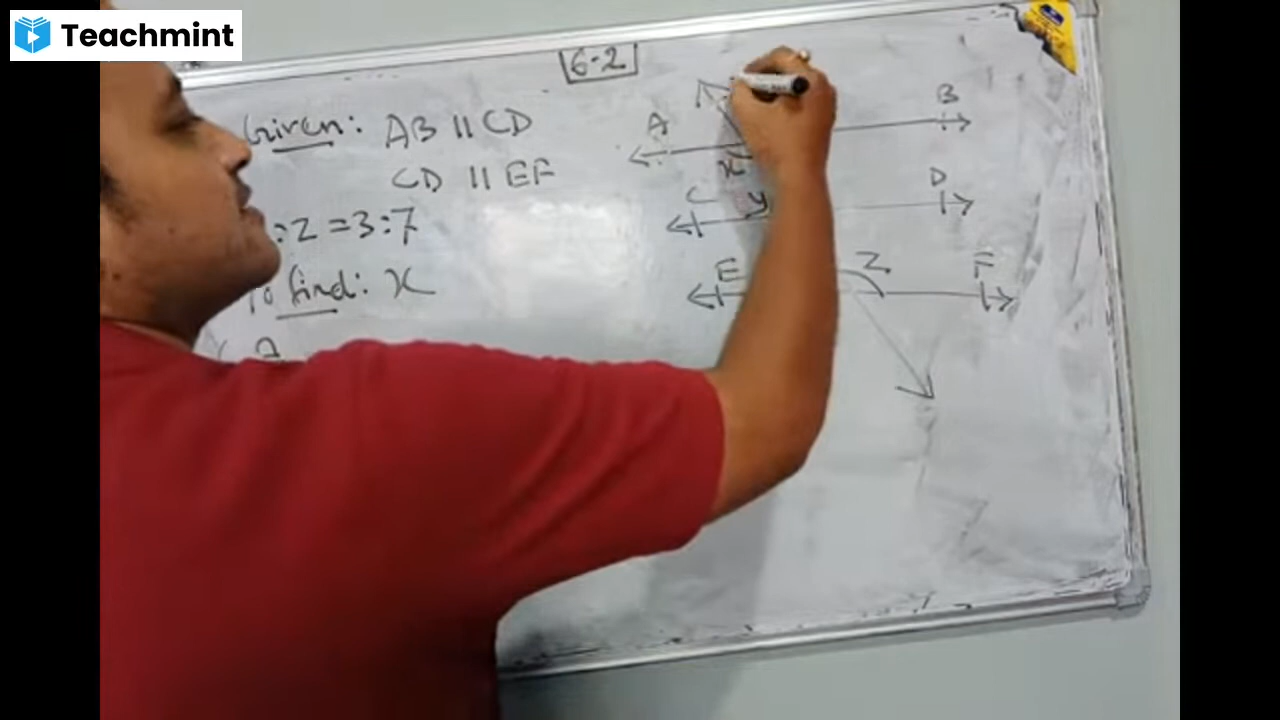 Teachmint
6.2
Given: AB || CD
CD || EF
: Z = 3:7
To find: x
A
B
x
C
y
D
E
Z
F